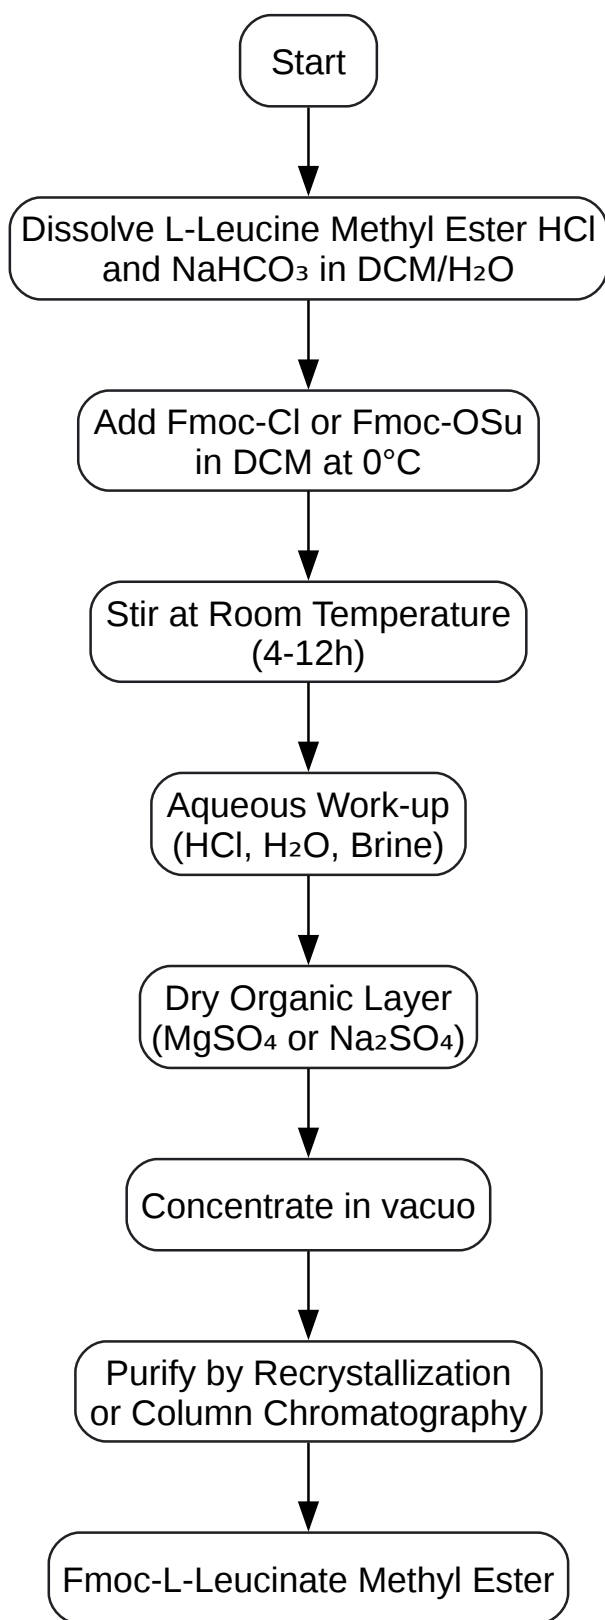 Start
Dissolve L-Leucine Methyl Ester HCl
and NaHCO₃ in DCM/H₂O
Add Fmoc-Cl or Fmoc-OSu
in DCM at 0°C
Stir at Room Temperature
(4-12h)
Aqueous Work-up
(HCl, H₂O, Brine)
Dry Organic Layer
(MgSO₄ or Na₂SO₄)
Concentrate in vacuo
Purify by Recrystallization
or Column Chromatography
Fmoc-L-Leucinate Methyl Ester